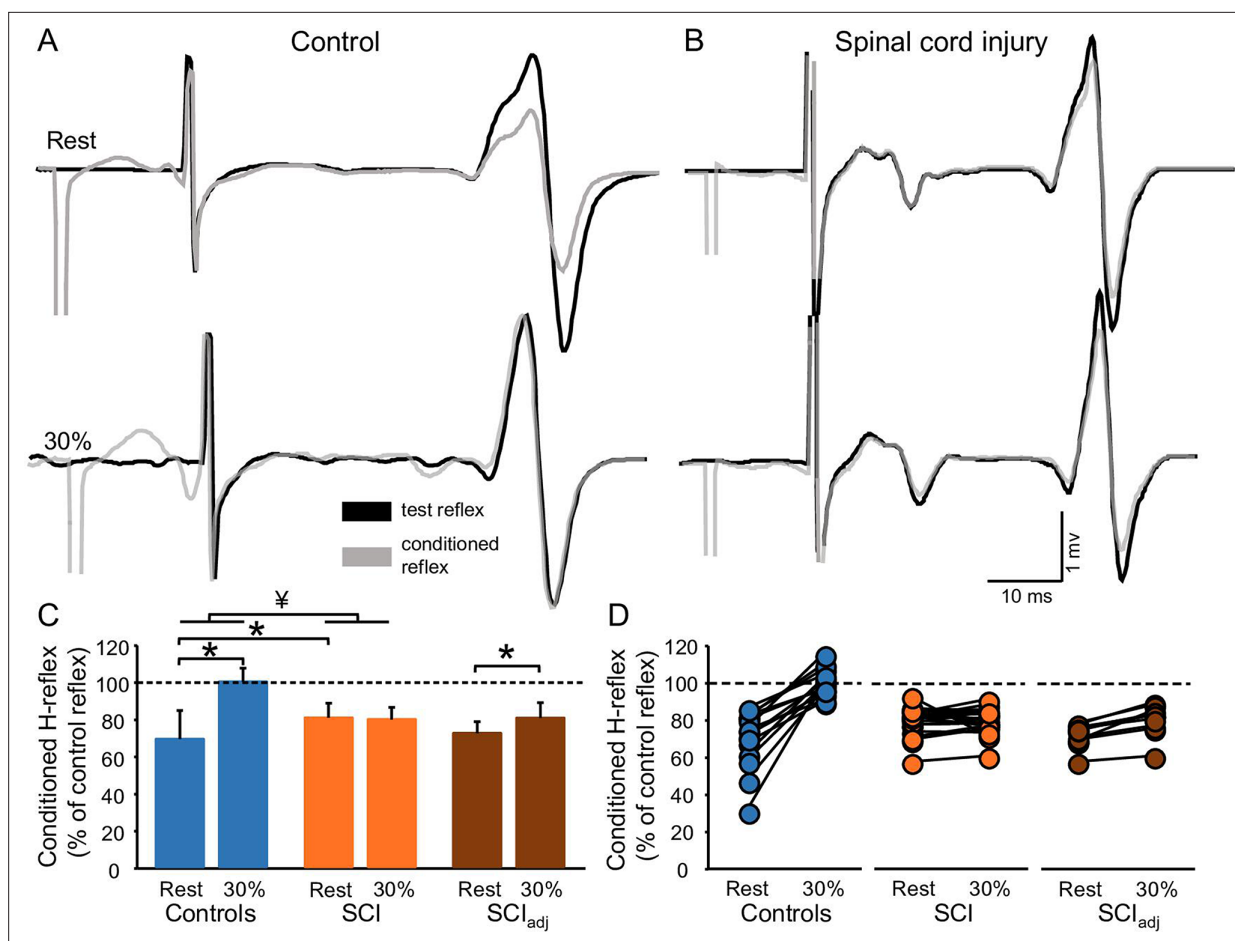 A
Control
B
Spinal cord injury
Rest
30%
test reflex
conditioned
reflex
1 mv
10 ms
C
¥
*
*
*
Conditioned H-reflex
(% of control reflex)
120
100
80
60
40
20
0
Rest 30% Rest 30% Rest 30%
Controls SCI SCIadj
D
Conditioned H-reflex
(% of control reflex)
120
100
80
60
40
20
0
Rest 30% Rest 30% Rest 30%
Controls SCI SCIadj